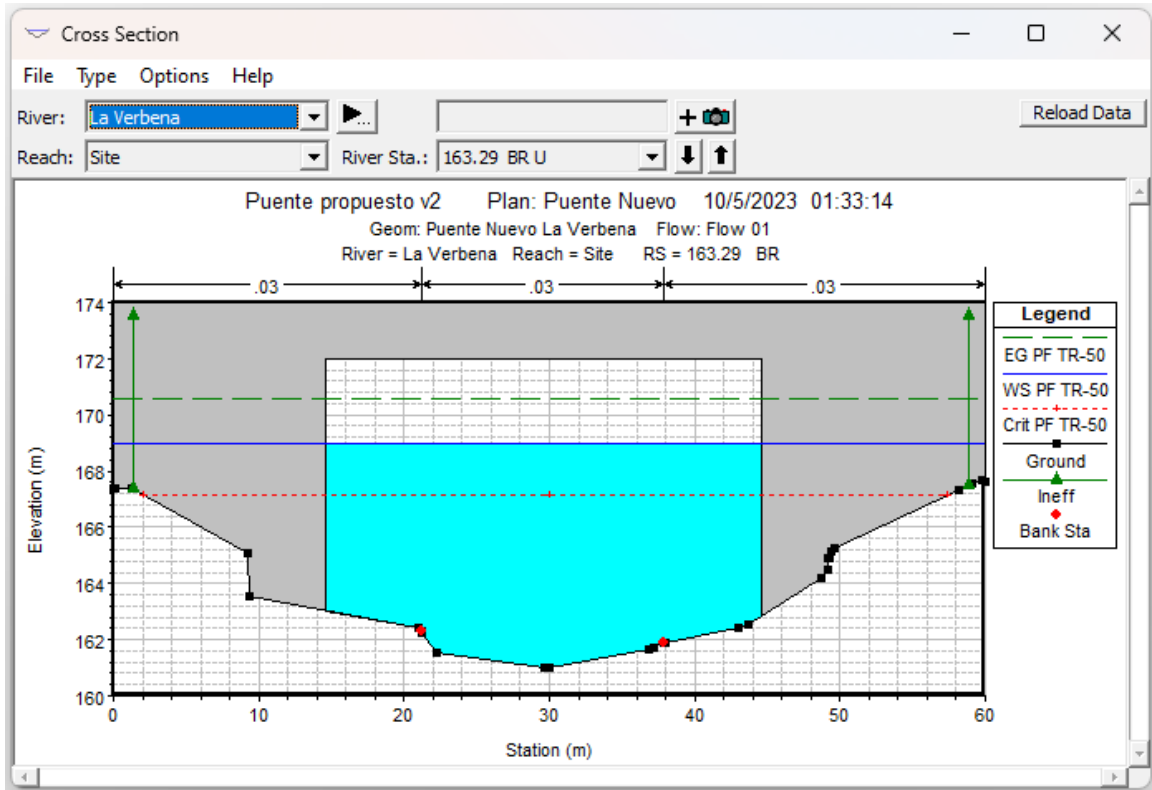 Cross Section
File Type Options Help
River: La Verbena Reload Data
Reach: Site River Sta.: 163.29 BR U
Puente propuesto v2 Plan: Puente Nuevo 10/5/2023 01:33:14
Geom: Puente Nuevo La Verbena Flow: Flow 01
River = La Verbena Reach = Site RS = 163.29 BR
.03 .03 .03
174
172
170
168
166
164
162
160
Elevation (m)
0 10 20 30 40 50 60
Station (m)
Legend
EG PF TR-50
WS PF TR-50
Crit PF TR-50
Ground
Ineff
Bank Sta